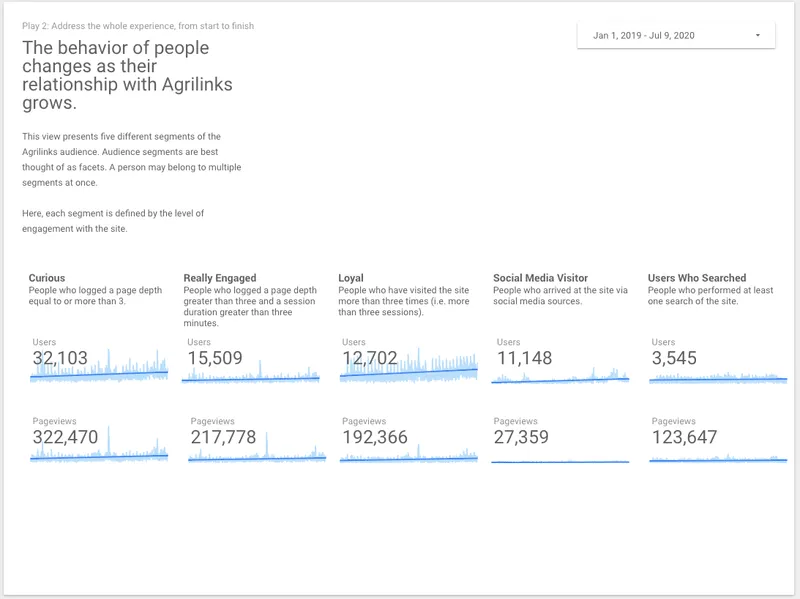 Play 2: Address the whole experience, from start to finish
The behavior of people
changes as their
relationship with Agrilinks
grows.
Jan 1, 2019 - Jul 9, 2020
This view presents five different segments of the
Agrilinks audience. Audience segments are best
thought of as facets. A person may belong to multiple
segments at once.
Here, each segment is defined by the level of
engagement with the site.
Curious
People who logged a page depth
equal to or more than 3.
Users
32,103
Pageviews
322,470
Really Engaged
People who logged a page depth
greater than three and a session
duration greater than three
minutes.
Users
15,509
Pageviews
217,778
Loyal
People who have visited the site
more than three times (i.e. more
than three sessions).
Users
12,702
Pageviews
192,366
Social Media Visitor
People who arrived at the site via
social media sources.
Users
11,148
Pageviews
27,359
Users Who Searched
People who performed at least
one search of the site.
Users
3,545
Pageviews
123,647